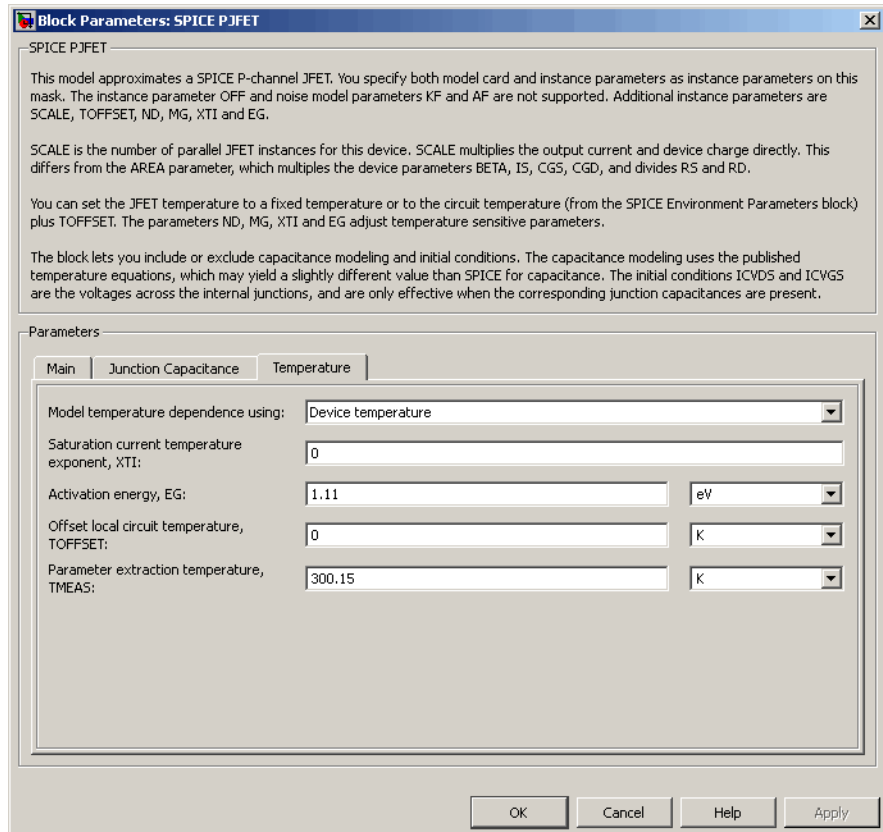 Block Parameters: SPICE PJFET
SPICE PJFET
This model approximates a SPICE P-channel JFET. You specify both model card and instance parameters as instance parameters on this
mask. The instance parameter OFF and noise model parameters KF and AF are not supported. Additional instance parameters are
SCALE, TOFFSET, ND, MG, XTI and EG.
SCALE is the number of parallel JFET instances for this device. SCALE multiplies the output current and device charge directly. This
differs from the AREA parameter, which multiples the device parameters BETA, IS, CGS, CGD, and divides RS and RD.
You can set the JFET temperature to a fixed temperature or to the circuit temperature (from the SPICE Environment Parameters block)
plus TOFFSET. The parameters ND, MG, XTI and EG adjust temperature sensitive parameters.
The block lets you include or exclude capacitance modeling and initial conditions. The capacitance modeling uses the published
temperature equations, which may yield a slightly different value than SPICE for capacitance. The initial conditions ICVDS and ICVGS
are the voltages across the internal junctions, and are only effective when the corresponding junction capacitances are present.
Parameters
Main Junction Capacitance Temperature
Model temperature dependence using: Device temperature
Saturation current temperature
exponent, XTI: 0
Activation energy, EG: 1.11 eV
Offset local circuit temperature,
TOFFSET: 0 K
Parameter extraction temperature,
TMEAS: 300.15 K
OK Cancel Help Apply